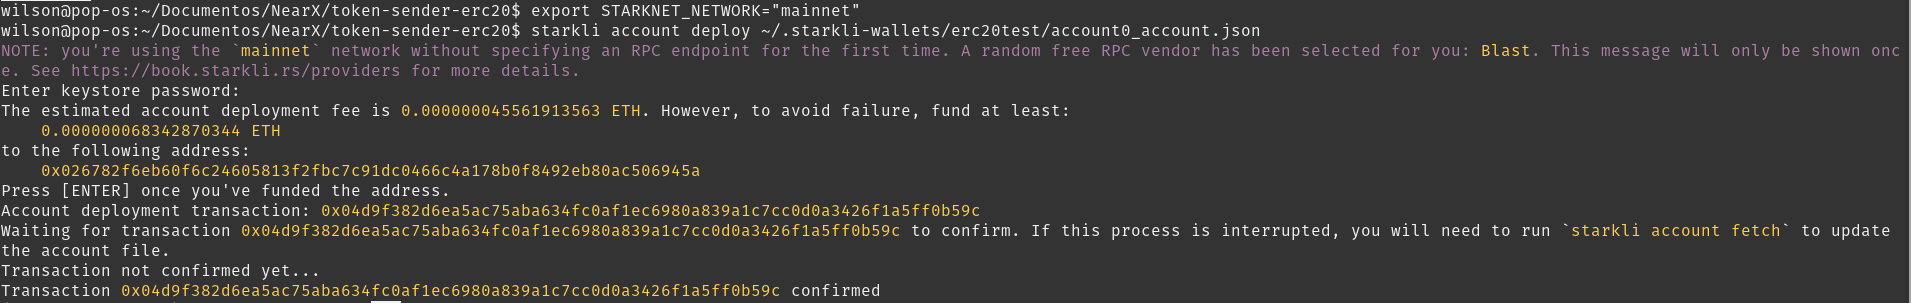 wilson@pop-os:~/Documentos/NearX/token-sender-erc20$ export STARKNET_NETWORK="mainnet"
wilson@pop-os:~/Documentos/NearX/token-sender-erc20$ starkli account deploy ~/.starkli-wallets/erc20test/account0_account.json
NOTE: you're using the `mainnet` network without specifying an RPC endpoint for the first time. A random free RPC vendor has been selected for you: Blast. This message will only be shown onc
e. See https://book.starkli.rs/providers for more details.
Enter keystore password:
The estimated account deployment fee is 0.000000045561913563 ETH. However, to avoid failure, fund at least:
    0.000000068342870344 ETH
to the following address:
    0x026782f6eb60f6c24605813f2fbc7c91dc0466c4a178b0f8492eb80ac506945a
Press [ENTER] once you've funded the address.
Account deployment transaction: 0x04d9f382d6ea5ac75aba634fc0af1ec6980a839a1c7cc0d0a3426f1a5ff0b59c
Waiting for transaction 0x04d9f382d6ea5ac75aba634fc0af1ec6980a839a1c7cc0d0a3426f1a5ff0b59c to confirm. If this process is interrupted, you will need to run `starkli account fetch` to update
the account file.
Transaction not confirmed yet...
Transaction 0x04d9f382d6ea5ac75aba634fc0af1ec6980a839a1c7cc0d0a3426f1a5ff0b59c confirmed